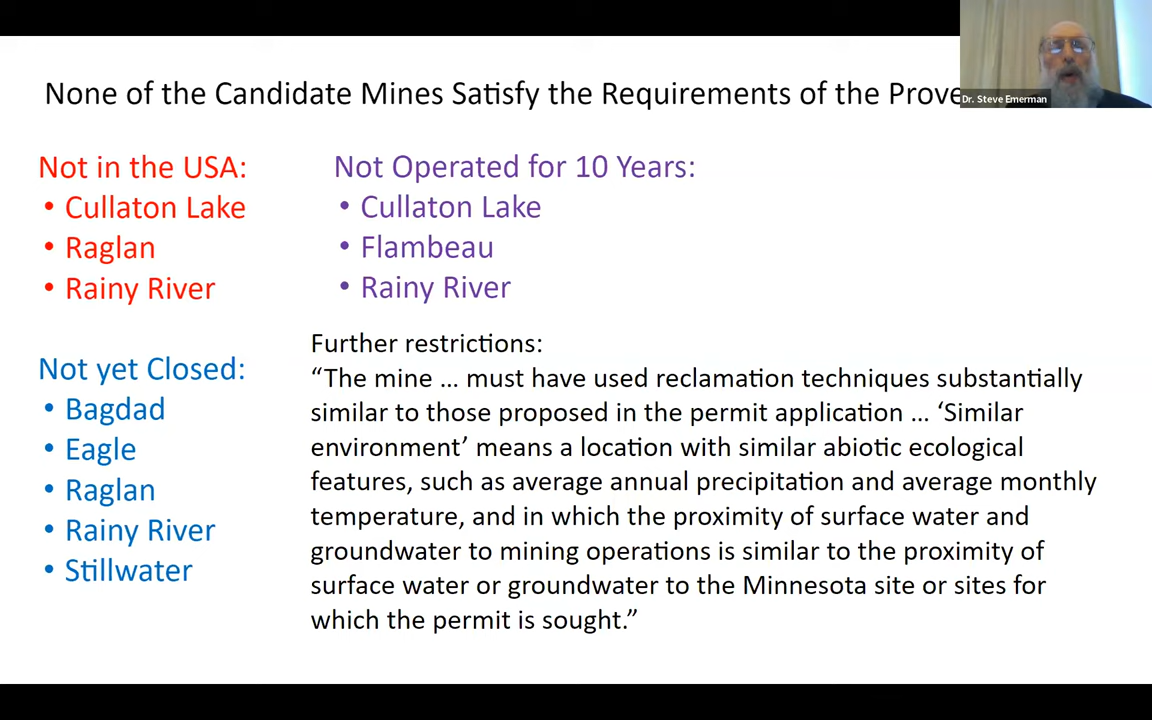 None of the Candidate Mines Satisfy the Requirements of the
Dr. Steve Emerman
Not in the USA:
• Cullaton Lake
• Raglan
• Rainy River
Not Operated for 10 Years:
• Cullaton Lake
• Flambeau
• Rainy River
Not yet Closed:
• Bagdad
• Eagle
• Raglan
• Rainy River
• Stillwater
Further restrictions:
“The mine … must have used reclamation techniques substantially
similar to those proposed in the permit application … ‘Similar
environment’ means a location with similar abiotic ecological
features, such as average annual precipitation and average monthly
temperature, and in which the proximity of surface water and
groundwater to mining operations is similar to the proximity of
surface water or groundwater to the Minnesota site or sites for
which the permit is sought.”